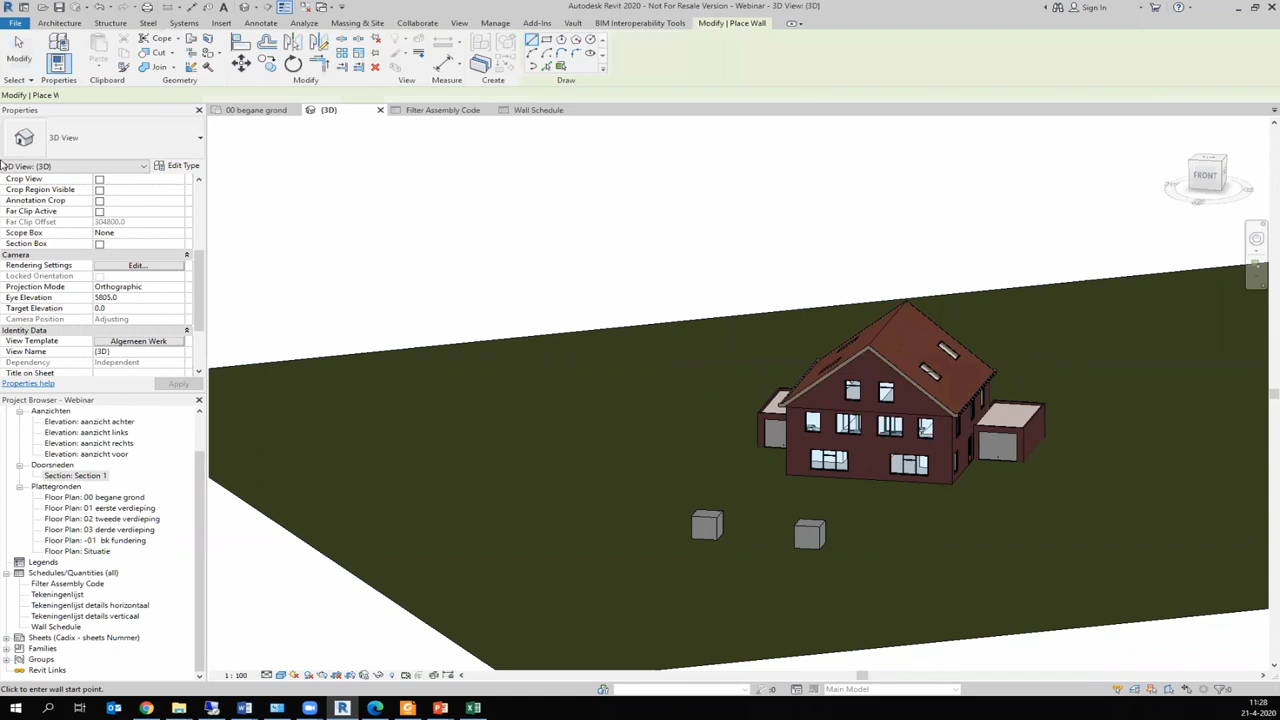 Autodesk Revit 2020 - Not For Resale Version - Webinar - 3D View: {3D}
Sign In
File Architecture Structure Steel Systems Insert Annotate Analyze Massing & Site Collaborate View Manage Add-Ins Vault BIM Interoperability Tools Modify | Place Wall
Modify
Paste
Cope
Cut
Join
Select Properties Clipboard Geometry Modify View Measure Create Draw
Modify | Place W
Properties
00 begane grond
{3D}
Filter Assembly Code
Wall Schedule
3D View
3D View: {3D}
Edit Type
Crop View
Crop Region Visible
Annotation Crop
Far Clip Active
Far Clip Offset 304800.0
Scope Box None
Section Box
Camera
Rendering Settings Edit...
Locked Orientation
Projection Mode Orthographic
Eye Elevation 5805.0
Target Elevation 0.0
Camera Position Adjusting
Identity Data
View Template Algemeen Werk
View Name {3D}
Dependency Independent
Title on Sheet
Properties help Apply
Project Browser - Webinar
Aanzichten
Elevation: aanzicht achter
Elevation: aanzicht links
Elevation: aanzicht rechts
Elevation: aanzicht voor
Doorsneden
Section: Section 1
Plattegronden
Floor Plan: 00 begane grond
Floor Plan: 01 eerste verdieping
Floor Plan: 02 tweede verdieping
Floor Plan: 03 derde verdieping
Floor Plan: -01 bk fundering
Floor Plan: Situatie
Legends
Schedules/Quantities (all)
Filter Assembly Code
Tekeningenlijst
Tekeningenlijst details horizontaal
Tekeningenlijst details verticaal
Wall Schedule
Sheets (Cadix - sheets Nummer)
Families
Groups
Revit Links
FRONT
1 : 100
Click to enter wall start point.
:0
Main Model
:0
11:28
21-4-2020